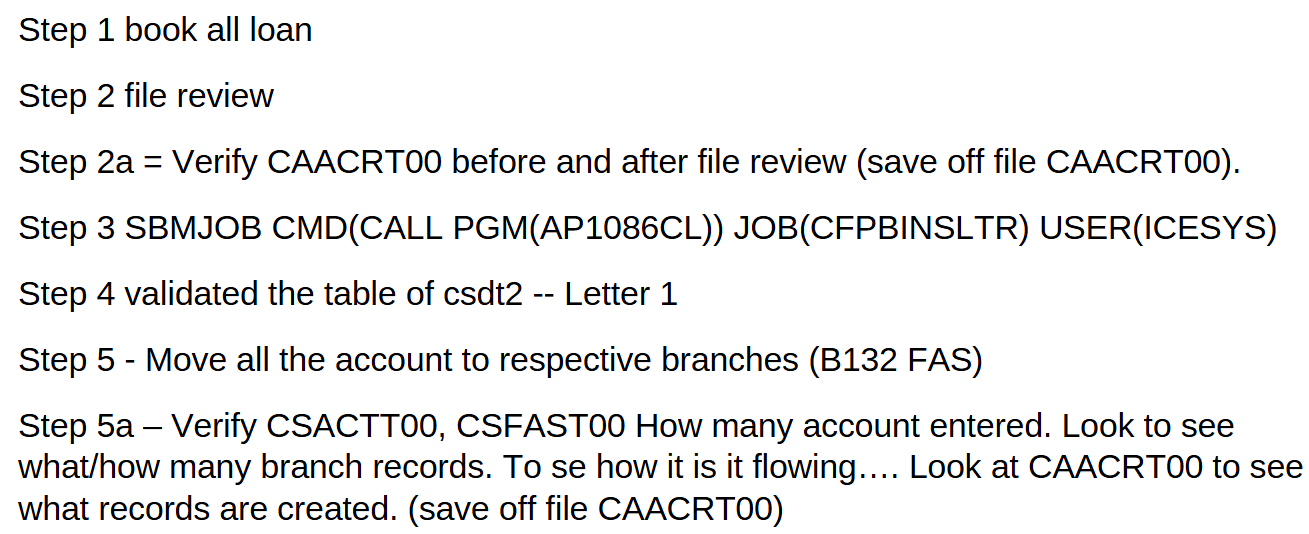 Step 1 book all loan
Step 2 file review
Step 2a = Verify CAACRT00 before and after file review (save off file CAACRT00).
Step 3 SBMJOB CMD(CALL PGM(AP1086CL)) JOB(CFPBINSLTR) USER(ICESYS)
Step 4 validated the table of csdt2 -- Letter 1
Step 5 - Move all the account to respective branches (B132 FAS)
Step 5a – Verify CSACTT00, CSFAST00 How many account entered. Look to see
what/how many branch records. To se how it is it flowing…. Look at CAACRT00 to see
what records are created. (save off file CAACRT00)